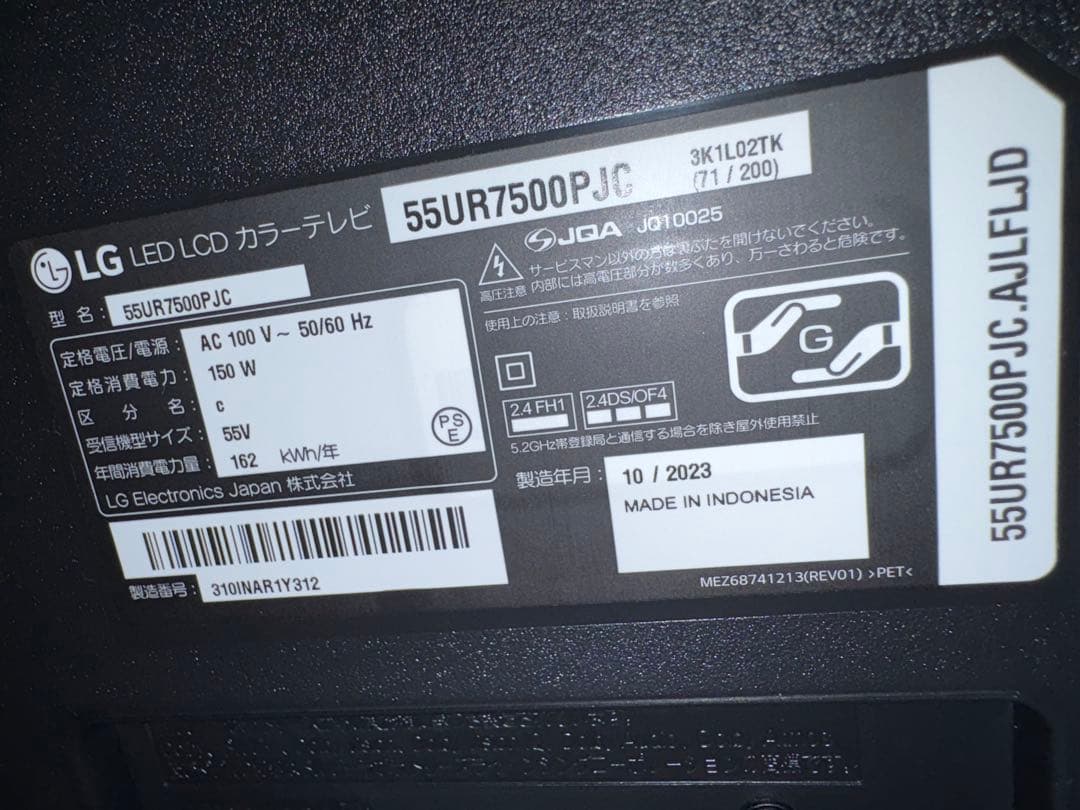 55UR7500PJC
3K1L02TK
(71 / 200)
LG LED LCD カラーテレビ
JQA JQ10025
型名: 55UR7500PJC
高圧注意
サービスマン以外の方は裏ぶたを開けないでください。
内部には高電圧部分が数多くあり、万一さわると危険です。
定格電圧/電源: AC 100 V~ 50/60 Hz
定格消費電力: 150 W
区分名: c
受信機型サイズ: 55V
年間消費電力量: 162 kWh/年
PS
E
LG Electronics Japan 株式会社
使用上の注意:取扱説明書を参照
G
2.4 FH1
2.4DS/OF4
5.2GHz帯登録局と通信する場合を除き屋外使用禁止
製造年月: 10 / 2023
MADE IN INDONESIA
製造番号: 310INAR1Y312
MEZ68741213(REV01) >PET<
55UR7500PJC.AJLFLJD